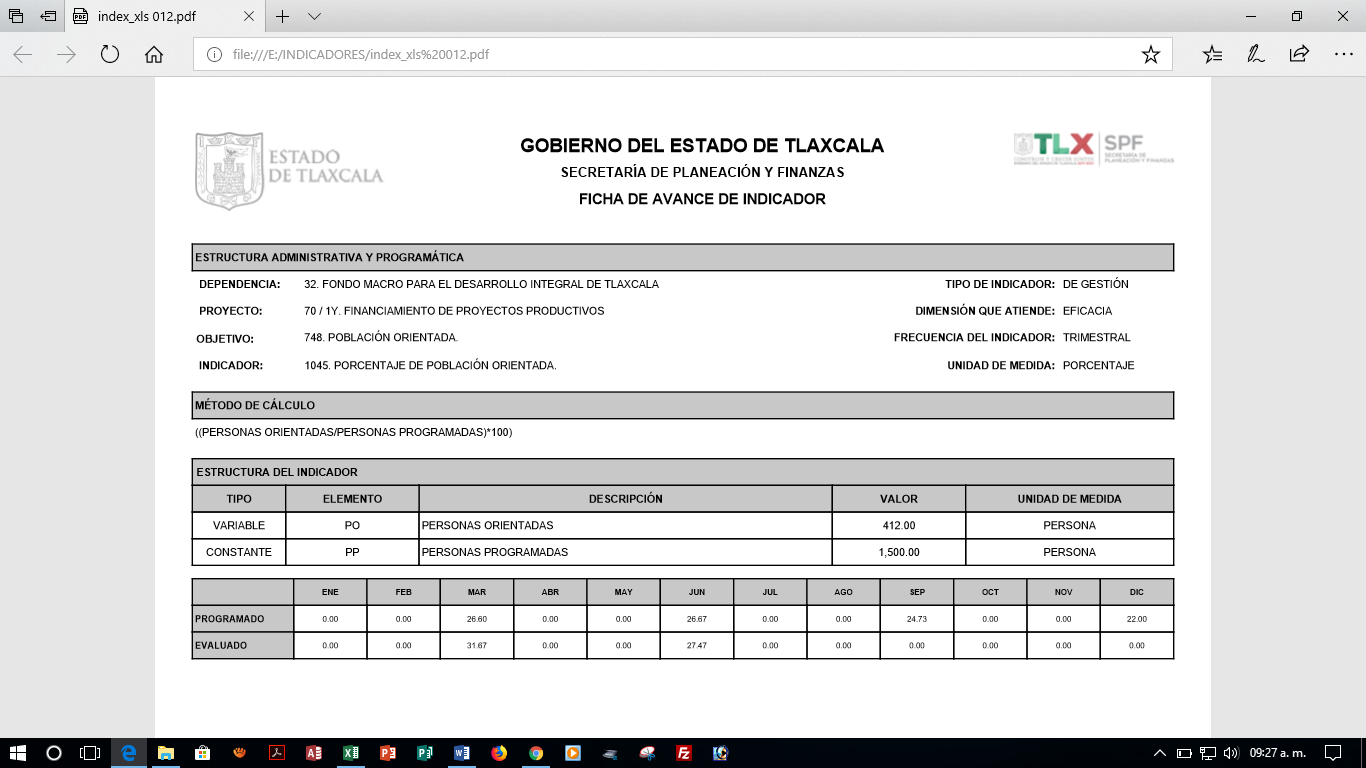 index_xls 012.pdf
file:///E:/INDICADORES/index_xls%20012.pdf
ESTADO
DE TLAXCALA
GOBIERNO DEL ESTADO DE TLAXCALA
SECRETARÍA DE PLANEACIÓN Y FINANZAS
FICHA DE AVANCE DE INDICADOR
TLX
CONSTRUIR Y CRECER JUNTOS
SPF
SECRETARÍA DE
PLANEACIÓN Y FINANZAS
ESTRUCTURA ADMINISTRATIVA Y PROGRAMÁTICA
DEPENDENCIA: 32. FONDO MACRO PARA EL DESARROLLO INTEGRAL DE TLAXCALA TIPO DE INDICADOR: DE GESTIÓN
PROYECTO: 70 / 1Y. FINANCIAMIENTO DE PROYECTOS PRODUCTIVOS DIMENSIÓN QUE ATIENDE: EFICACIA
OBJETIVO: 748. POBLACIÓN ORIENTADA. FRECUENCIA DEL INDICADOR: TRIMESTRAL
INDICADOR: 1045. PORCENTAJE DE POBLACIÓN ORIENTADA. UNIDAD DE MEDIDA: PORCENTAJE
MÉTODO DE CÁLCULO
((PERSONAS ORIENTADAS/PERSONAS PROGRAMADAS)*100)
ESTRUCTURA DEL INDICADOR
TIPO ELEMENTO DESCRIPCIÓN VALOR UNIDAD DE MEDIDA
VARIABLE PO PERSONAS ORIENTADAS 412.00 PERSONA
CONSTANTE PP PERSONAS PROGRAMADAS 1,500.00 PERSONA
ENE FEB MAR ABR MAY JUN JUL AGO SEP OCT NOV DIC
PROGRAMADO 0.00 0.00 26.60 0.00 0.00 26.67 0.00 0.00 24.73 0.00 0.00 22.00
EVALUADO 0.00 0.00 31.67 0.00 0.00 27.47 0.00 0.00 0.00 0.00 0.00 0.00
09:27 a. m.